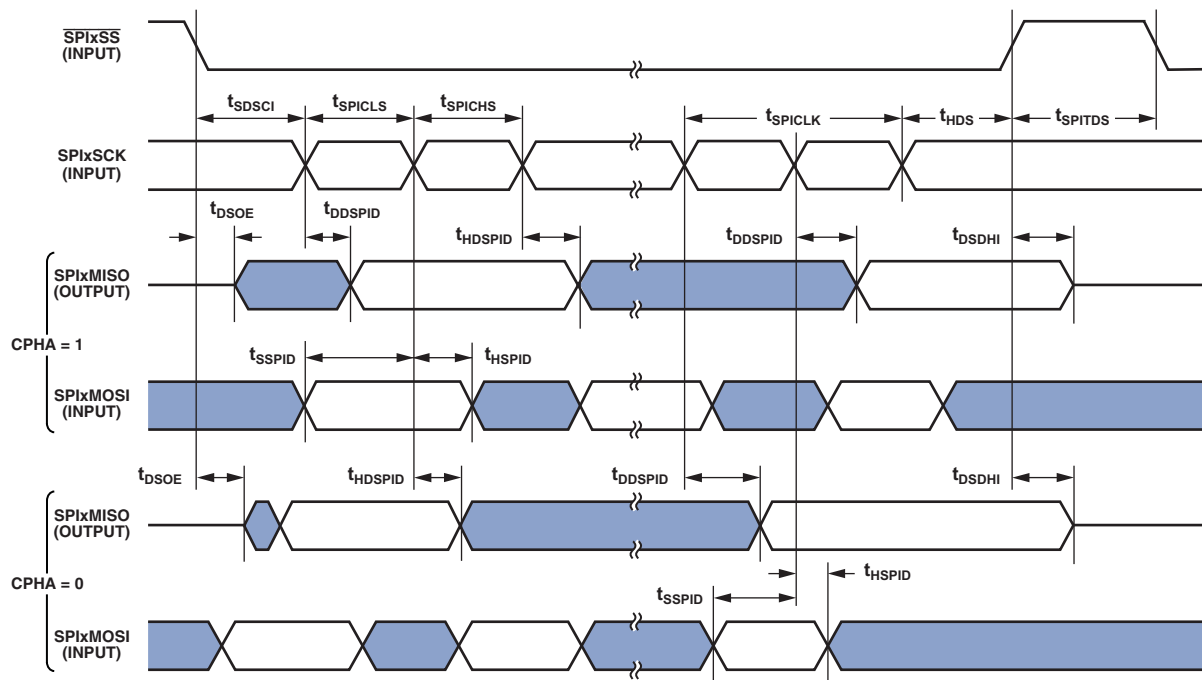 SPIxSS
(INPUT)
tSDSCI tSPICLS tSPICHS tSPICLK tHDS tSPITDS
SPIxSCK
(INPUT)
tDSOE tDDSPID tHDSPID tDDSPID tDSDHI
SPIxMISO
(OUTPUT)
CPHA = 1
tSSPID tHSPID
SPIxMOSI
(INPUT)
tDSOE tHDSPID tDDSPID tDSDHI
SPIxMISO
(OUTPUT)
CPHA = 0
tSSPID tHSPID
SPIxMOSI
(INPUT)